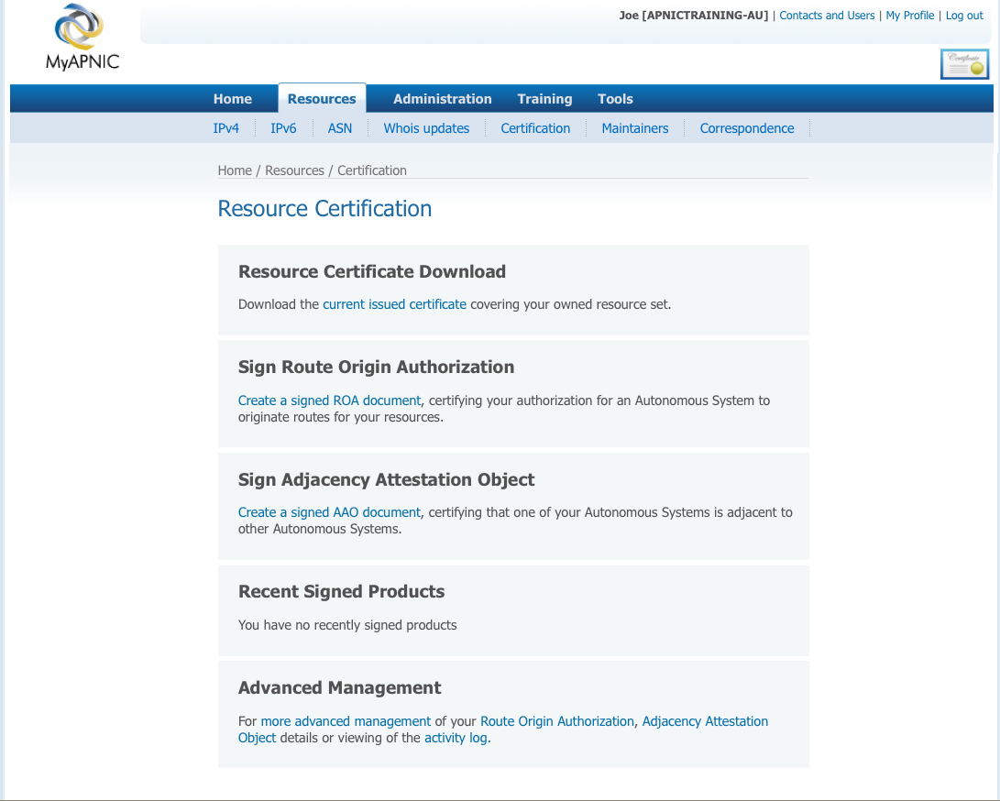 Joe [APNICTRAINING-AU] | Contacts and Users | My Profile | Log out
MyAPNIC
Certificate
Home Resources Administration Training Tools
IPv4 IPv6 ASN Whois updates Certification Maintainers Correspondence
Home / Resources / Certification
Resource Certification
Resource Certificate Download
Download the current issued certificate covering your owned resource set.
Sign Route Origin Authorization
Create a signed ROA document, certifying your authorization for an Autonomous System to
originate routes for your resources.
Sign Adjacency Attestation Object
Create a signed AAO document, certifying that one of your Autonomous Systems is adjacent to
other Autonomous Systems.
Recent Signed Products
You have no recently signed products
Advanced Management
For more advanced management of your Route Origin Authorization, Adjacency Attestation
Object details or viewing of the activity log.